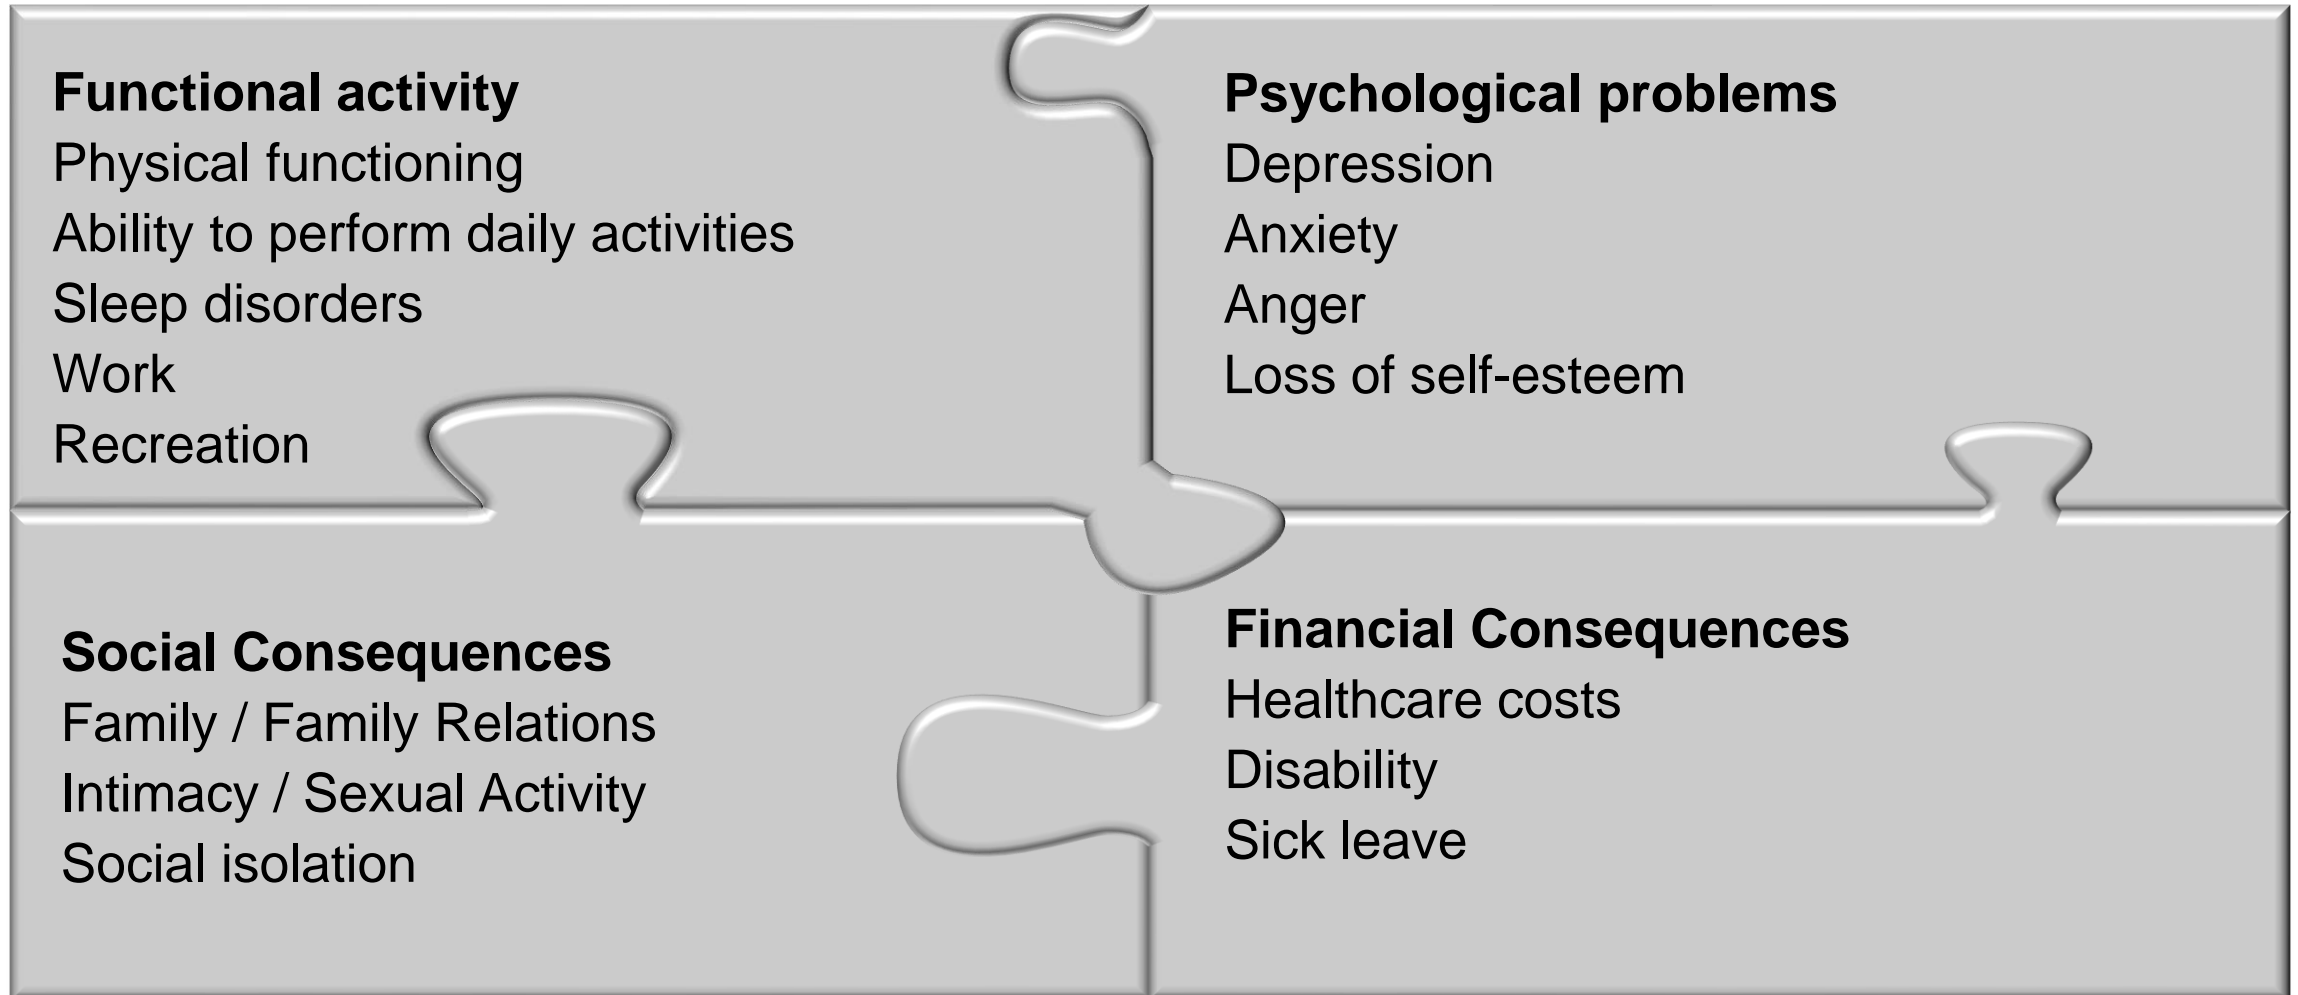 Functional activity
Physical functioning
Ability to perform daily activities
Sleep disorders
Work
Recreation
Psychological problems
Depression
Anxiety
Anger
Loss of self-esteem
Social Consequences
Family / Family Relations
Intimacy / Sexual Activity
Social isolation
Financial Consequences
Healthcare costs
Disability
Sick leave